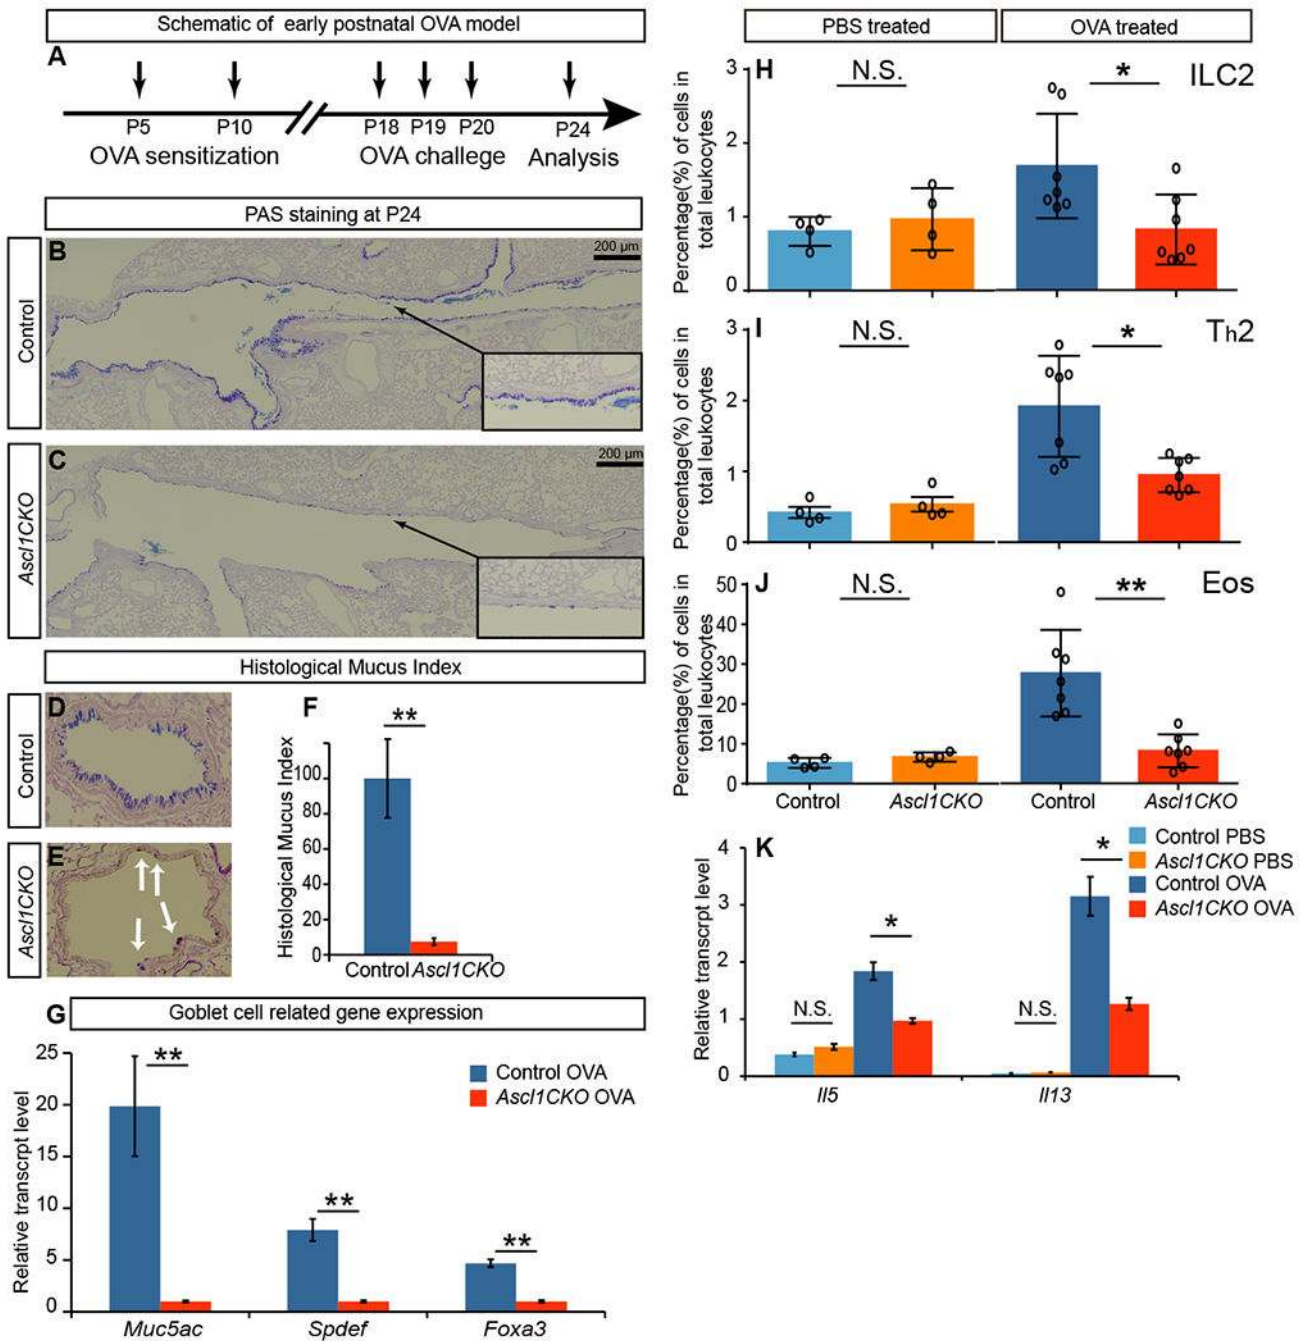 Schematic of early postnatal OVA model
A
P5
P10
P18
P19
P20
P24
OVA sensitization
OVA challege
Analysis
PAS staining at P24
Control
B
200 µm
Ascl1CKO
C
200 µm
Histological Mucus Index
Control
D
Ascl1CKO
E
F
**
Histological Mucus Index
100
80
60
40
20
0
Control
Ascl1CKO
G
Goblet cell related gene expression
Relative transcrpt level
25
20
15
10
5
0
**
**
**
Control OVA
Ascl1CKO OVA
Muc5ac
Spdef
Foxa3
PBS treated
OVA treated
H
N.S.
*
ILC2
Percentage(%) of cells in
total leukocytes
3
2
1
0
I
N.S.
*
Th2
Percentage(%) of cells in
total leukocytes
3
2
1
0
J
N.S.
**
Eos
Percentage(%) of cells in
total leukocytes
50
40
30
20
10
0
Control
Ascl1CKO
Control
Ascl1CKO
K
Relative transcrpt level
4
3
2
1
0
N.S.
*
N.S.
*
Control PBS
Ascl1CKO PBS
Control OVA
Ascl1CKO OVA
Il5
Il13